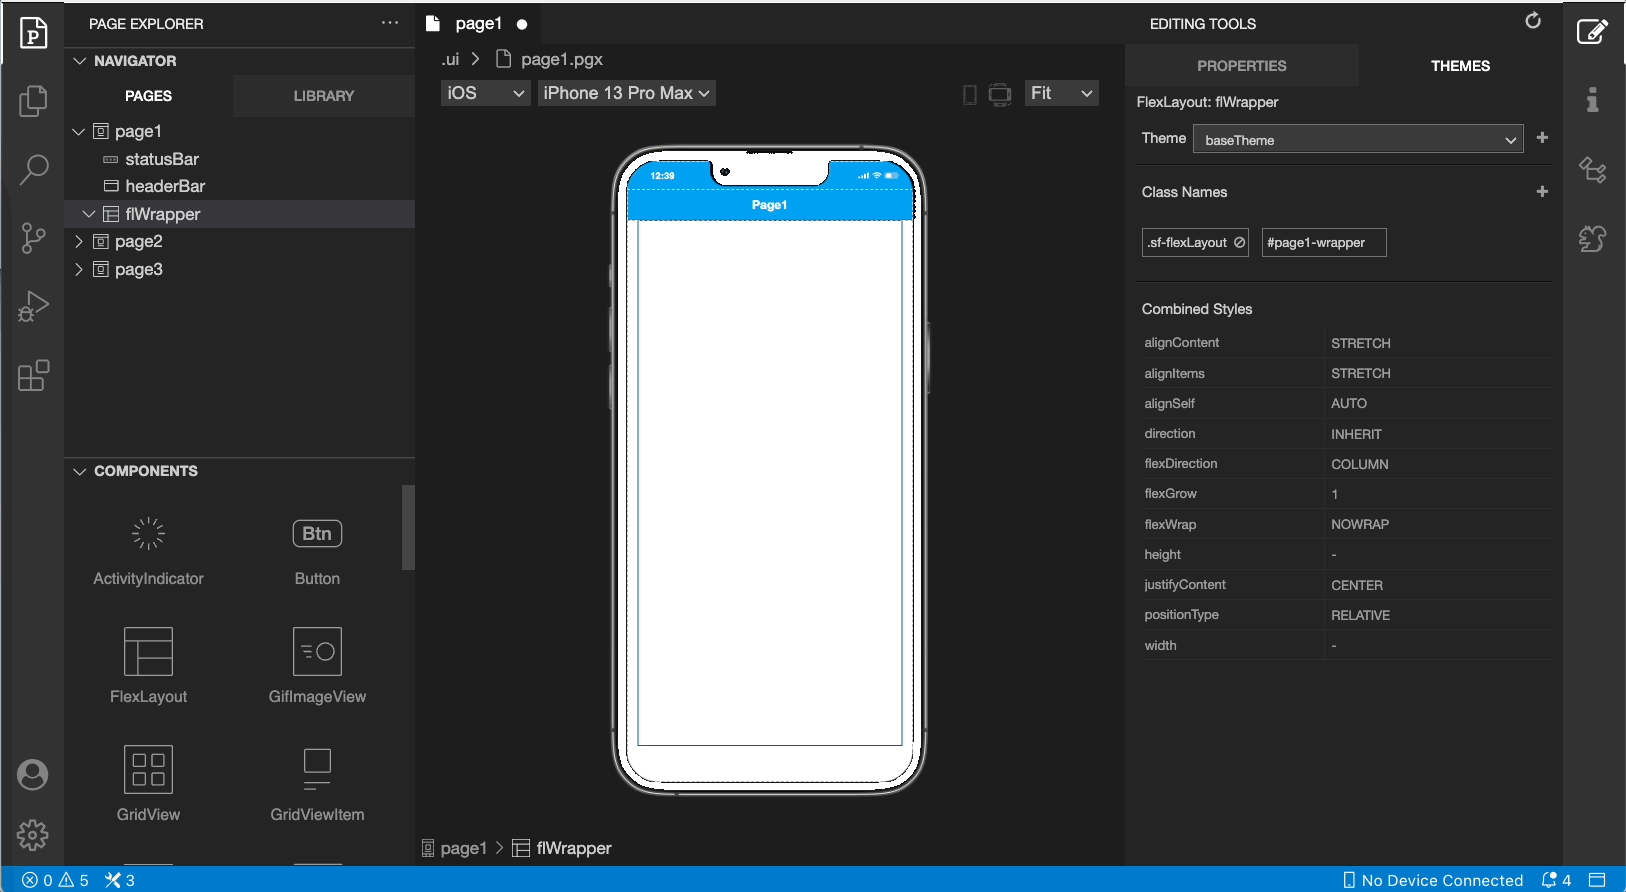 PAGE EXPLORER
...
NAVIGATOR
PAGES
LIBRARY
page1
statusBar
headerBar
flWrapper
page2
page3
COMPONENTS
ActivityIndicator
Btn
Button
FlexLayout
GifImageView
GridView
GridViewItem
page1
.ui > page1.pgx
iOS
iPhone 13 Pro Max
Fit
12:39
Page1
page1 > flWrapper
EDITING TOOLS
PROPERTIES
THEMES
FlexLayout: flWrapper
Theme
baseTheme
+
Class Names
+
.sf-flexLayout
#page1-wrapper
Combined Styles
alignContent STRETCH
alignItems STRETCH
alignSelf AUTO
direction INHERIT
flexDirection COLUMN
flexGrow 1
flexWrap NOWRAP
height -
justifyContent CENTER
positionType RELATIVE
width -
0 5 3
No Device Connected 4